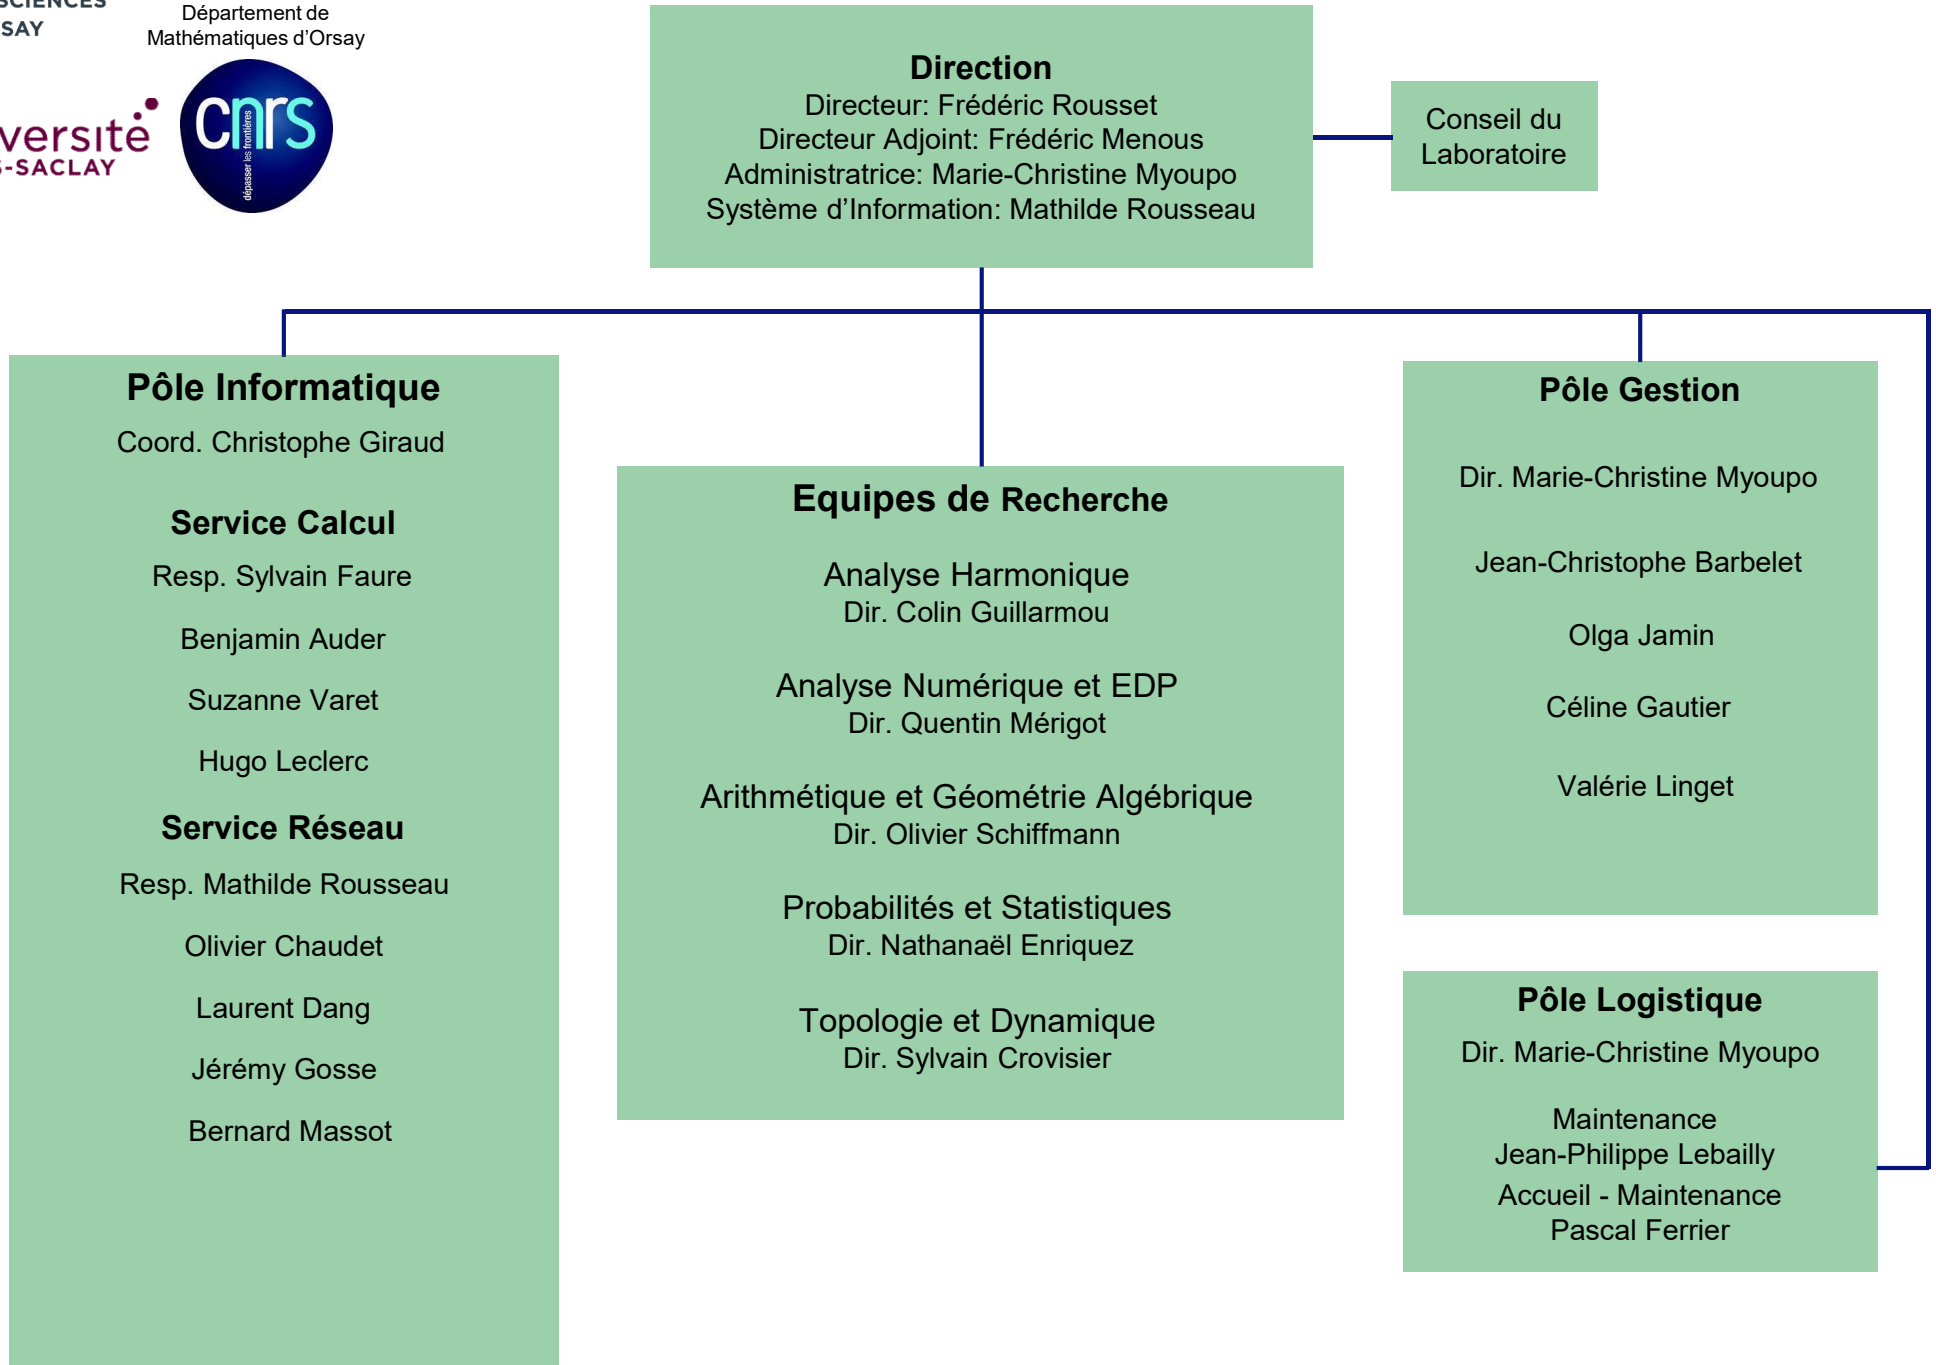 SCIENCES
Département de
Mathématiques d’Orsay
cnrs
dépasser les frontières
-SACLAY
Direction
Directeur: Frédéric Rousset
Directeur Adjoint: Frédéric Menous
Administratrice: Marie-Christine Myoupo
Système d’Information: Mathilde Rousseau
Conseil du
Laboratoire
Pôle Informatique
Coord. Christophe Giraud
Service Calcul
Resp. Sylvain Faure
Benjamin Auder
Suzanne Varet
Hugo Leclerc
Service Réseau
Resp. Mathilde Rousseau
Olivier Chaudet
Laurent Dang
Jérémy Gosse
Bernard Massot
Equipes de Recherche
Analyse Harmonique
Dir. Colin Guillarmou
Analyse Numérique et EDP
Dir. Quentin Mérigot
Arithmétique et Géométrie Algébrique
Dir. Olivier Schiffmann
Probabilités et Statistiques
Dir. Nathanaël Enriquez
Topologie et Dynamique
Dir. Sylvain Crovisier
Pôle Gestion
Dir. Marie-Christine Myoupo
Jean-Christophe Barbelet
Olga Jamin
Céline Gautier
Valérie Linget
Pôle Logistique
Dir. Marie-Christine Myoupo
Maintenance
Jean-Philippe Lebailly
Accueil - Maintenance
Pascal Ferrier